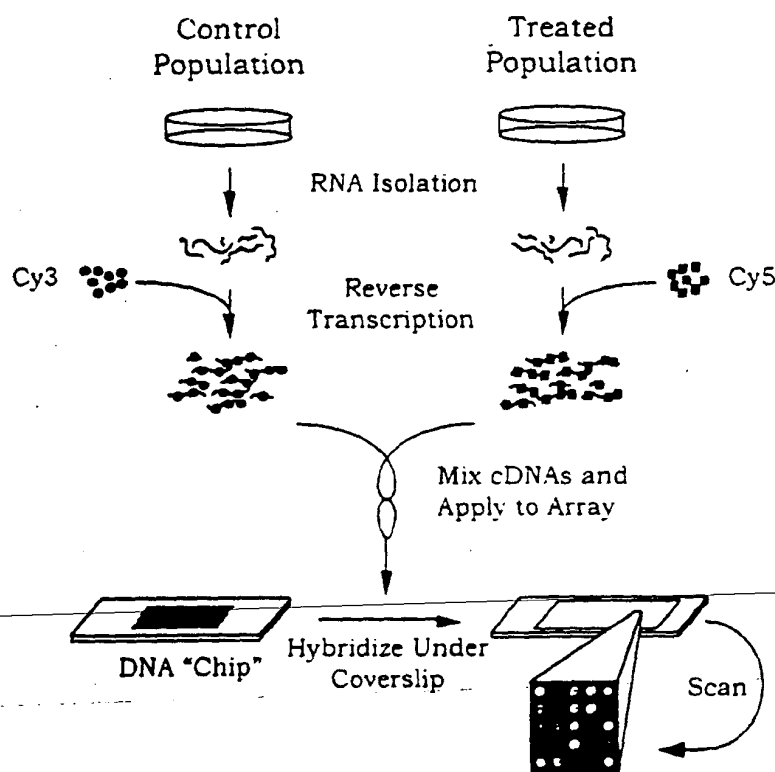 Control
Population
Treated
Population
RNA Isolation
Cy3
Reverse
Transcription
Cy5
Mix cDNAs and
Apply to Array
DNA "Chip"
Hybridize Under
Coverslip
Scan